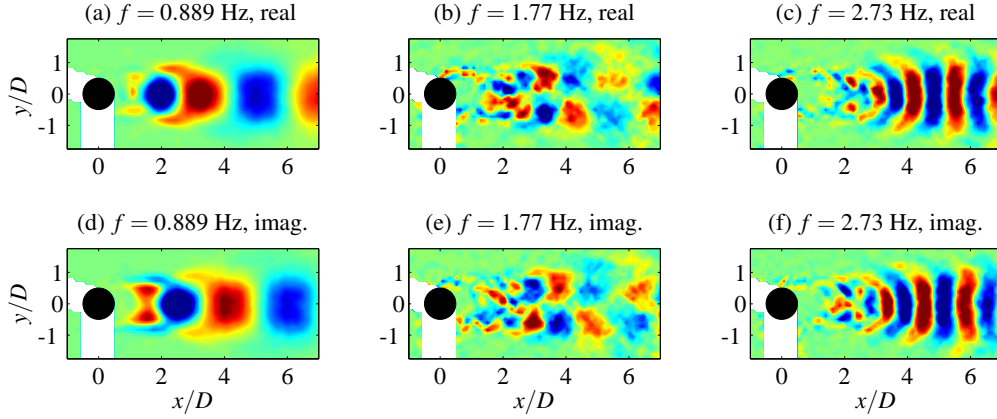 (a) f = 0.889 Hz, real
(b) f = 1.77 Hz, real
(c) f = 2.73 Hz, real
y/D
1
0
-1
0 2 4 6
1
0
-1
0 2 4 6
1
0
-1
0 2 4 6
(d) f = 0.889 Hz, imag.
(e) f = 1.77 Hz, imag.
(f) f = 2.73 Hz, imag.
y/D
1
0
-1
0 2 4 6
x/D
1
0
-1
0 2 4 6
x/D
1
0
-1
0 2 4 6
x/D